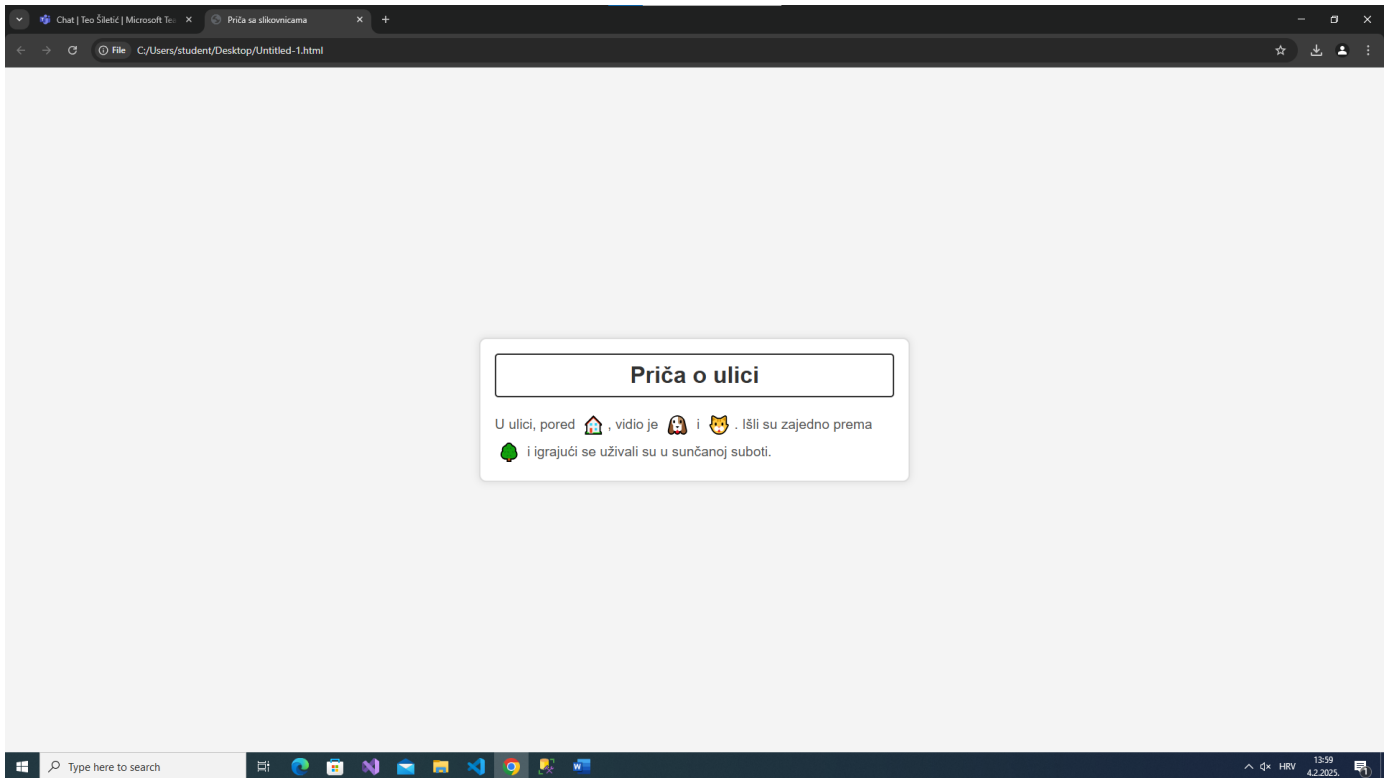 Chat | Teo Šiletić | Microsoft Tea
Priča sa slikovnicama
File
C:/Users/student/Desktop/Untitled-1.html
Priča o ulici
U ulici, pored , vidio je i . Išli su zajedno prema
i igrajući se uživali su u sunčanoj suboti.
Type here to search
HRV
13:59
4.2.2025.
1